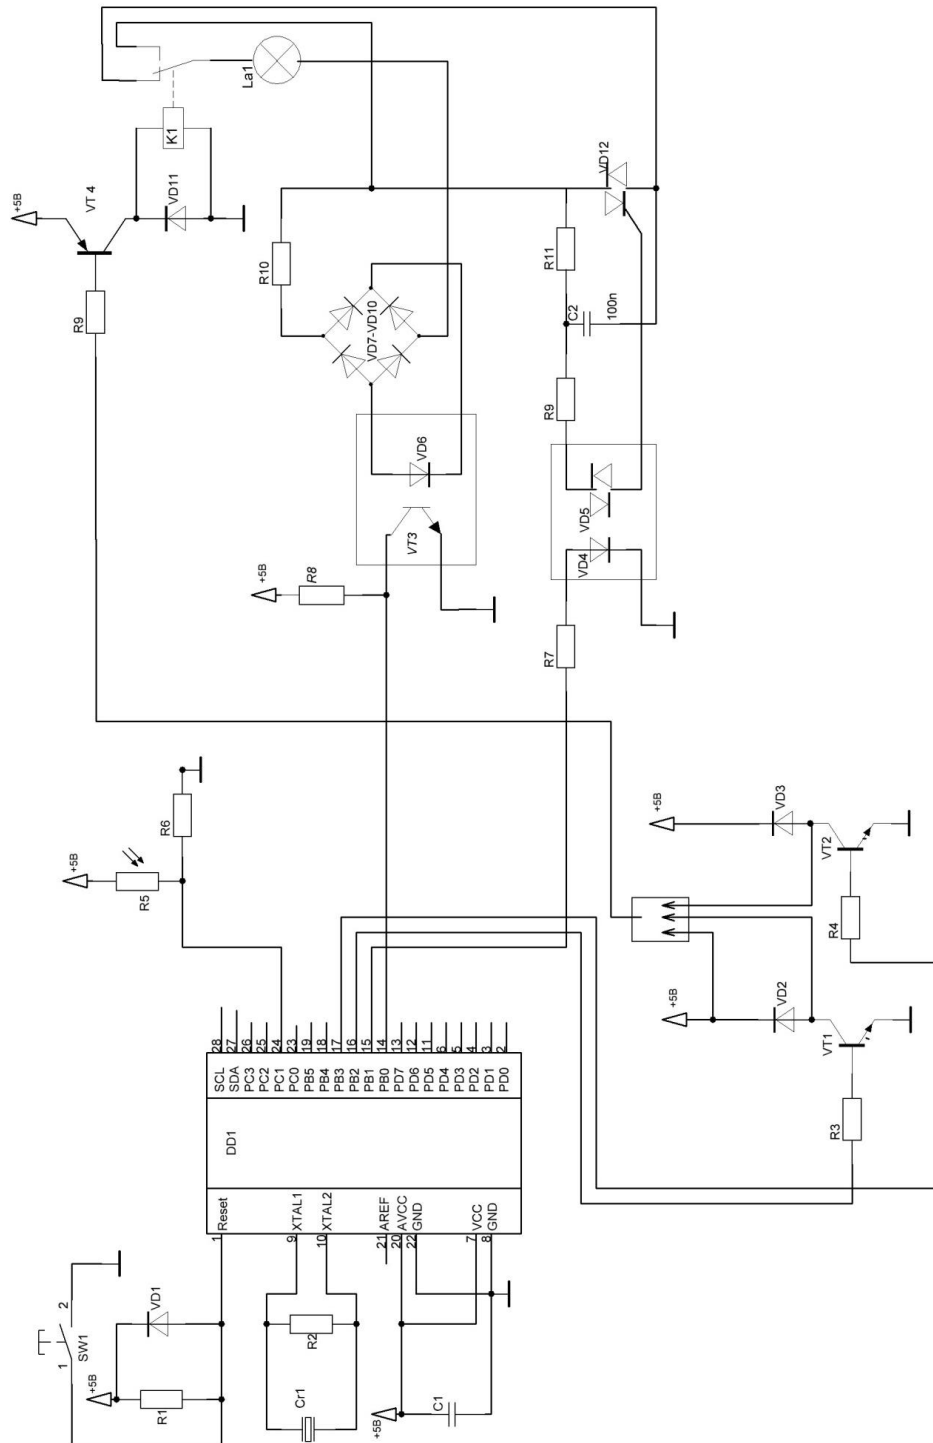 La1
K1
+5В
VT 4
VD11
VD12
R10
R11
R9
VD7-VD10
C2
100n
R9
VD6
VT3
VD5
VD4
+5В
R8
R7
+5В
R5
R6
+5В
VD3
VT2
R4
+5В
VD2
VT1
R3
28 SCL
27 SDA
26 PC3
25 PC2
24 PC1
23 PC0
19 PB5
18 PB4
17 PB3
16 PB2
15 PB1
14 PB0
13 PD7
12 PD6
11 PD5
6 PD4
5 PD3
4 PD2
3 PD1
2 PD0
DD1
1 Reset
9 XTAL1
10 XTAL2
21 AREF
20 AVCC
22 GND
7 VCC
8 GND
1
2
SW1
+5В
VD1
R1
R2
Cr1
+5В
C1